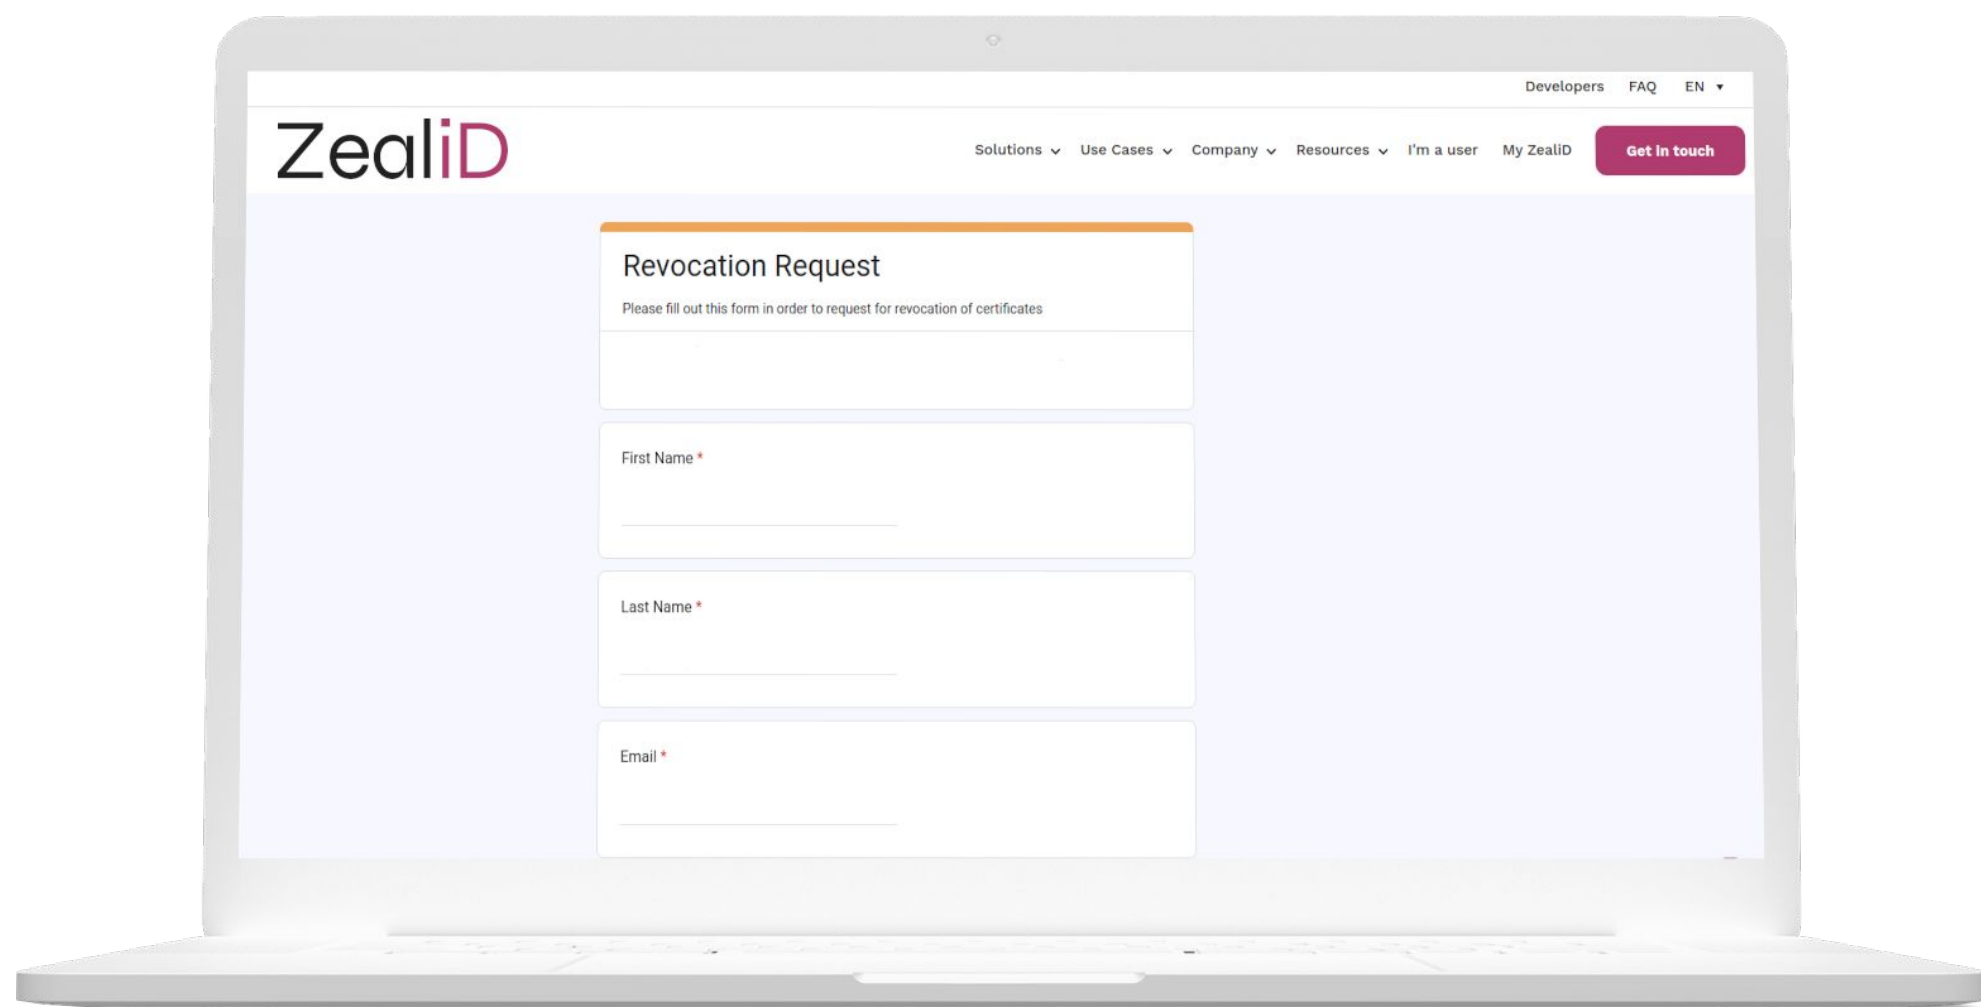 Developers FAQ EN
ZealiD
Solutions Use Cases Company Resources I'm a user My ZealiD Get in touch
Revocation Request
Please fill out this form in order to request for revocation of certificates
First Name *
Last Name *
Email *